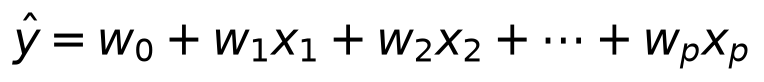 ŷ = w₀ + w₁x₁ + w₂x₂ + ⋯ + wₚxₚ